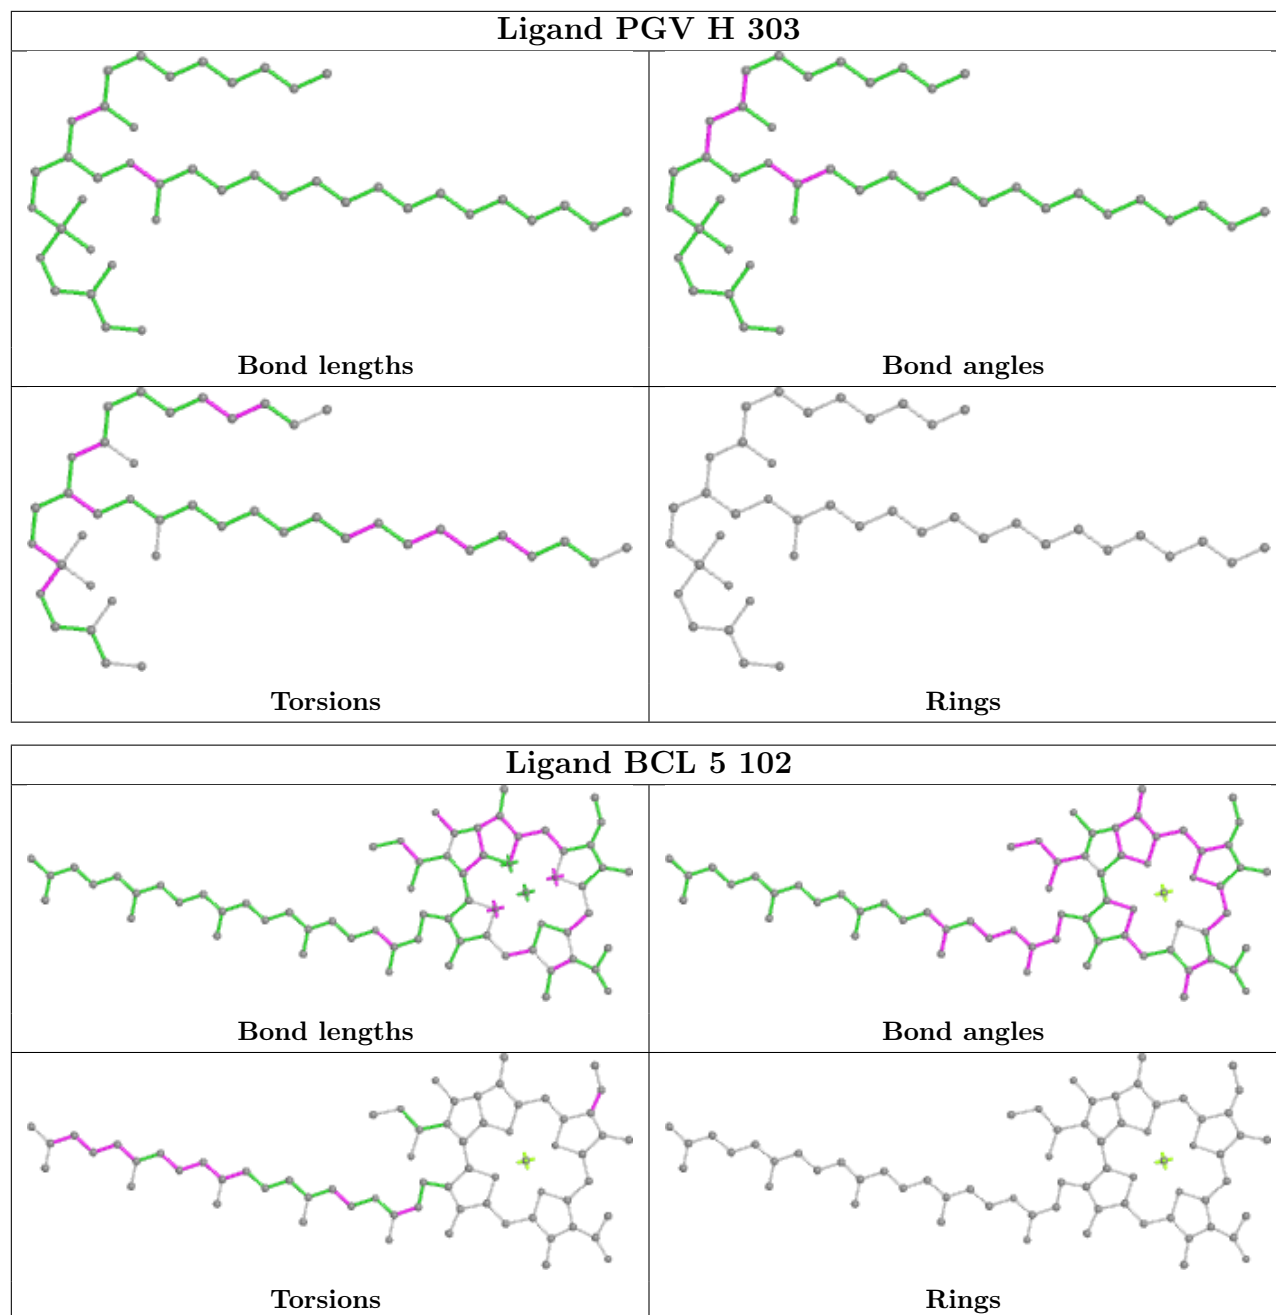 Ligand PGV H 303
Bond lengths
Bond angles
Torsions
Rings
Ligand BCL 5 102
Bond lengths
Bond angles
Torsions
Rings